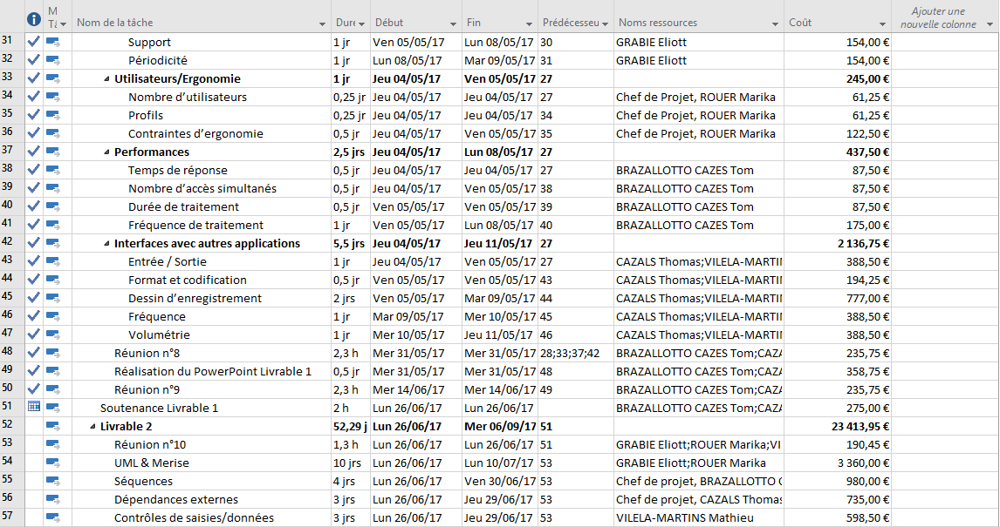 M Ajouter une
Tâ Nom de la tâche Duré Début Fin Prédécesseu Noms ressources Coût nouvelle colonne
31 Support 1 jr Ven 05/05/17 Lun 08/05/17 30 GRABIE Eliott 154,00 €
32 Périodicité 1 jr Lun 08/05/17 Mar 09/05/17 31 GRABIE Eliott 154,00 €
33 Utilisateurs/Ergonomie 1 jr Jeu 04/05/17 Ven 05/05/17 27 245,00 €
34 Nombre d’utilisateurs 0,25 jr Jeu 04/05/17 Jeu 04/05/17 27 Chef de Projet, ROUER Marika 61,25 €
35 Profils 0,25 jr Jeu 04/05/17 Jeu 04/05/17 34 Chef de Projet, ROUER Marika 61,25 €
36 Contraintes d’ergonomie 0,5 jr Jeu 04/05/17 Ven 05/05/17 35 Chef de Projet, ROUER Marika 122,50 €
37 Performances 2,5 jrs Jeu 04/05/17 Lun 08/05/17 27 437,50 €
38 Temps de réponse 0,5 jr Jeu 04/05/17 Jeu 04/05/17 27 BRAZALLOTTO CAZES Tom 87,50 €
39 Nombre d’accès simultanés 0,5 jr Jeu 04/05/17 Ven 05/05/17 38 BRAZALLOTTO CAZES Tom 87,50 €
40 Durée de traitement 0,5 jr Ven 05/05/17 Ven 05/05/17 39 BRAZALLOTTO CAZES Tom 87,50 €
41 Fréquence de traitement 1 jr Ven 05/05/17 Lun 08/05/17 40 BRAZALLOTTO CAZES Tom 175,00 €
42 Interfaces avec autres applications 5,5 jrs Jeu 04/05/17 Jeu 11/05/17 27 2 136,75 €
43 Entrée / Sortie 1 jr Jeu 04/05/17 Ven 05/05/17 27 CAZALS Thomas;VILELA-MARTIN 388,50 €
44 Format et codification 0,5 jr Ven 05/05/17 Ven 05/05/17 43 CAZALS Thomas;VILELA-MARTIN 194,25 €
45 Dessin d’enregistrement 2 jrs Ven 05/05/17 Mar 09/05/17 44 CAZALS Thomas;VILELA-MARTIN 777,00 €
46 Fréquence 1 jr Mar 09/05/17 Mer 10/05/17 45 CAZALS Thomas;VILELA-MARTIN 388,50 €
47 Volumétrie 1 jr Mer 10/05/17 Jeu 11/05/17 46 CAZALS Thomas;VILELA-MARTIN 388,50 €
48 Réunion n°8 2,3 h Mer 31/05/17 Mer 31/05/17 28;33;37;42 BRAZALLOTTO CAZES Tom;CAZA 235,75 €
49 Réalisation du PowerPoint Livrable 1 0,5 jr Mer 31/05/17 Mer 31/05/17 48 BRAZALLOTTO CAZES Tom;CAZA 358,75 €
50 Réunion n°9 2,3 h Mer 14/06/17 Mer 14/06/17 49 BRAZALLOTTO CAZES Tom;CAZA 235,75 €
51 Soutenance Livrable 1 2 h Lun 26/06/17 Lun 26/06/17 BRAZALLOTTO CAZES Tom;CAZA 275,00 €
52 Livrable 2 52,29 j Lun 26/06/17 Mer 06/09/17 51 23 413,95 €
53 Réunion n°10 1,3 h Lun 26/06/17 Lun 26/06/17 51 GRABIE Eliott;ROUER Marika;VI 190,45 €
54 UML & Merise 10 jrs Lun 26/06/17 Lun 10/07/17 53 GRABIE Eliott;ROUER Marika 3 360,00 €
55 Séquences 4 jrs Lun 26/06/17 Ven 30/06/17 53 Chef de projet, BRAZALLOTTO C 980,00 €
56 Dépendances externes 3 jrs Lun 26/06/17 Jeu 29/06/17 53 Chef de projet, CAZALS Thomas 735,00 €
57 Contrôles de saisies/données 3 jrs Lun 26/06/17 Jeu 29/06/17 53 VILELA-MARTINS Mathieu 598,50 €